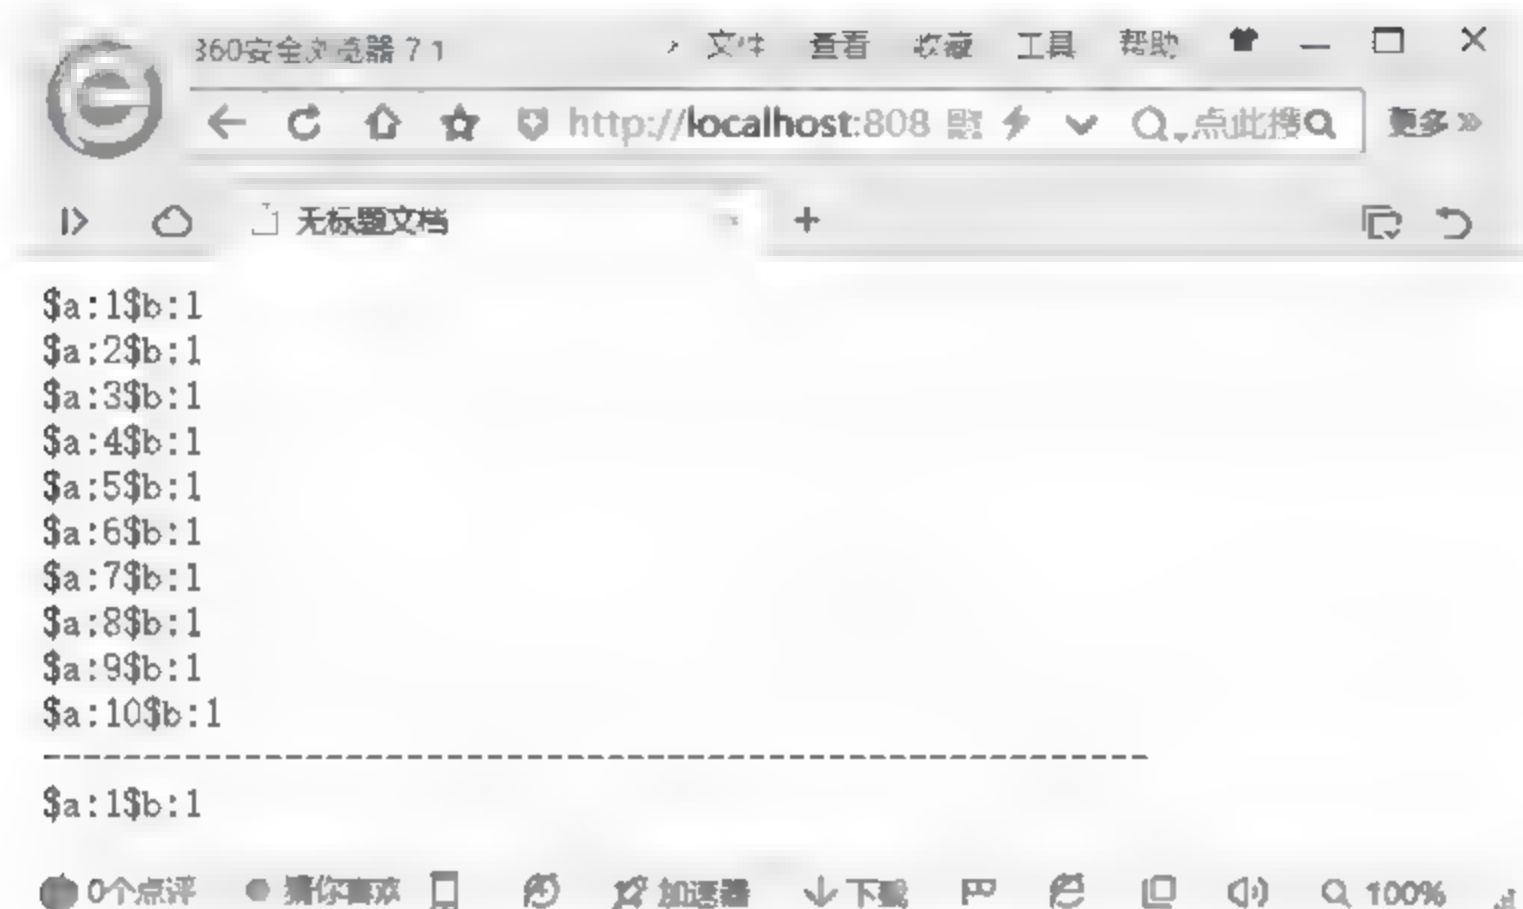 360安全浏览器 7.1 文件 查看 收藏 工具 帮助
http://localhost:808 点此搜 更多 »
无标题文档
$a:1$b:1
$a:2$b:1
$a:3$b:1
$a:4$b:1
$a:5$b:1
$a:6$b:1
$a:7$b:1
$a:8$b:1
$a:9$b:1
$a:10$b:1
------------------------------------------------------------
$a:1$b:1
0个点评 猜你喜欢 加速器 下载 100%